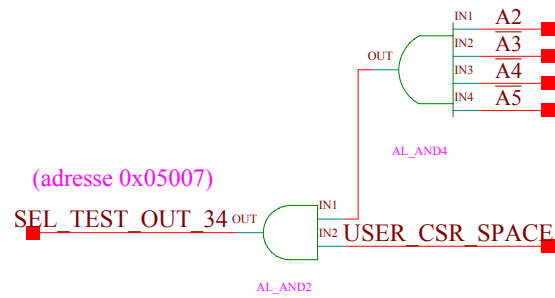 IN1 A2
IN2 A3
OUT
IN3 A4
IN4 A5
AL_AND4
(adresse 0x05007)
IN1
SEL_TEST_OUT_34 OUT
IN2 USER_CSR_SPACE
AL_AND2